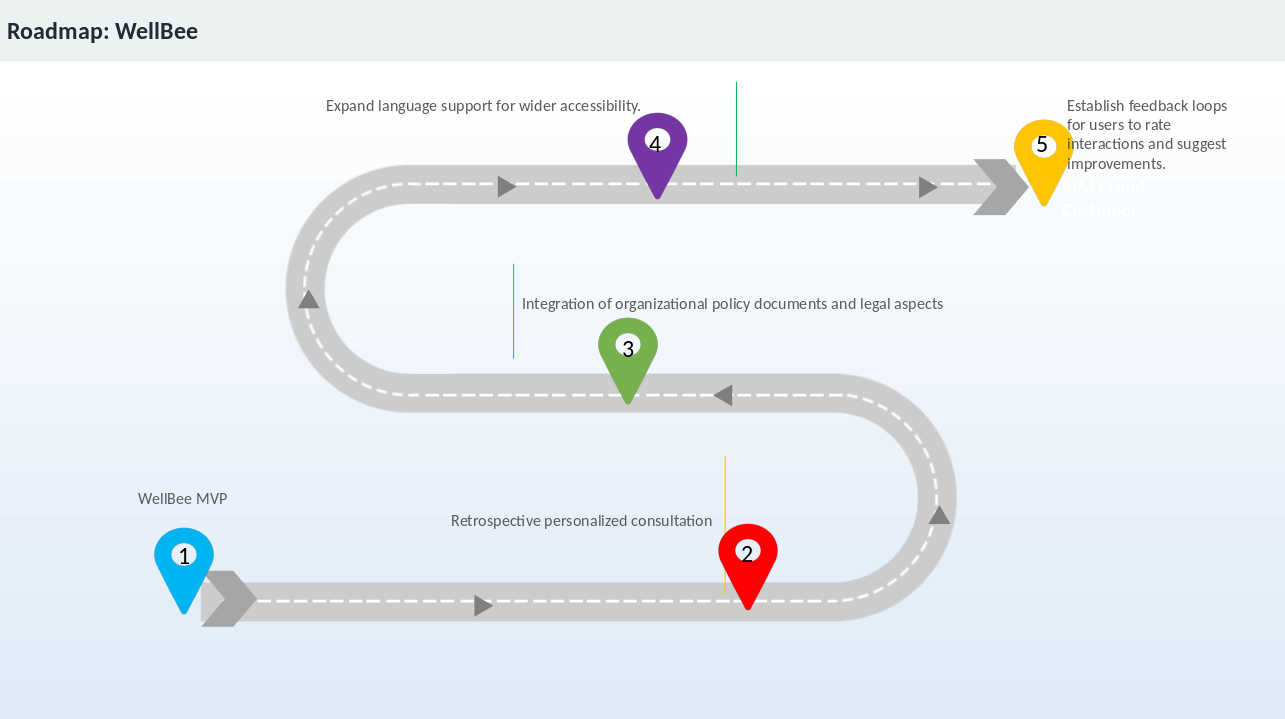 Roadmap: WellBee
Expand language support for wider accessibility.
4
5
Establish feedback loops
for users to rate
interactions and suggest
improvements.
IBM Proud
Customer
Integration of organizational policy documents and legal aspects
3
WellBee MVP
1
Retrospective personalized consultation
2